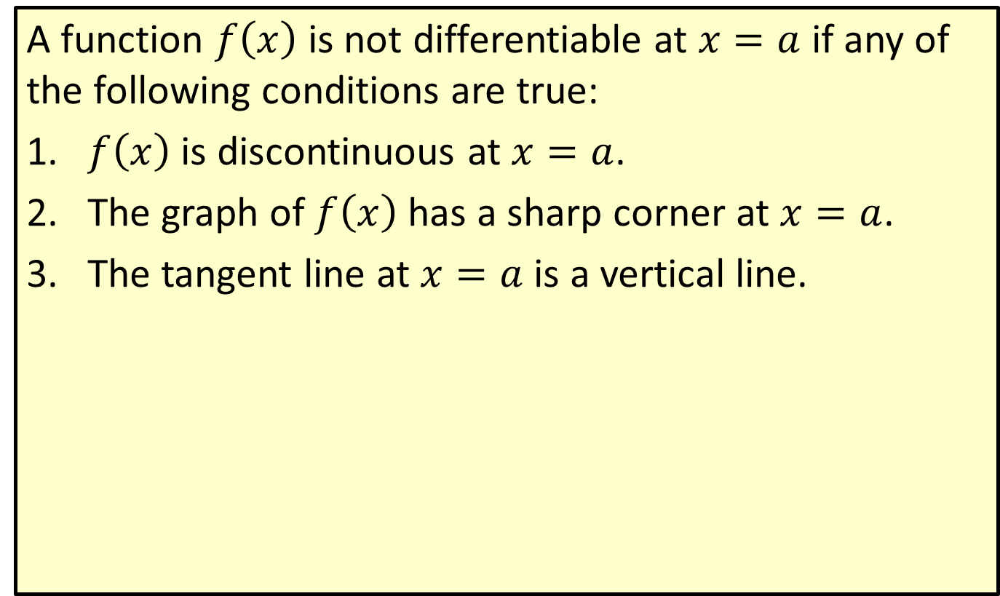 A function f(x) is not differentiable at x = a if any of
the following conditions are true:
1. f(x) is discontinuous at x = a.
2. The graph of f(x) has a sharp corner at x = a.
3. The tangent line at x = a is a vertical line.